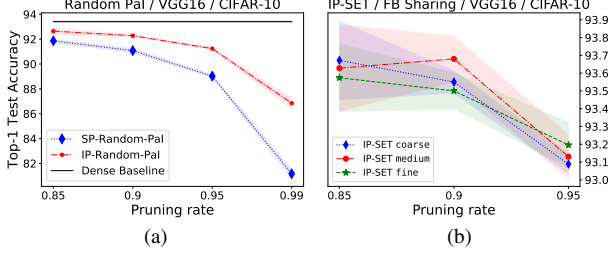 Random PaI / VGG16 / CIFAR-10
94
92
90
88
86
84
82
Top-1 Test Accuracy
SP-Random-PaI
IP-Random-PaI
Dense Baseline
0.85
0.9
0.95
0.99
Pruning rate
(a)
IP-SET / FB Sharing / VGG16 / CIFAR-10
93.9
93.8
93.7
93.6
93.5
93.4
93.3
93.2
93.1
93.0
IP-SET coarse
IP-SET medium
IP-SET fine
0.85
0.9
0.95
Pruning rate
(b)